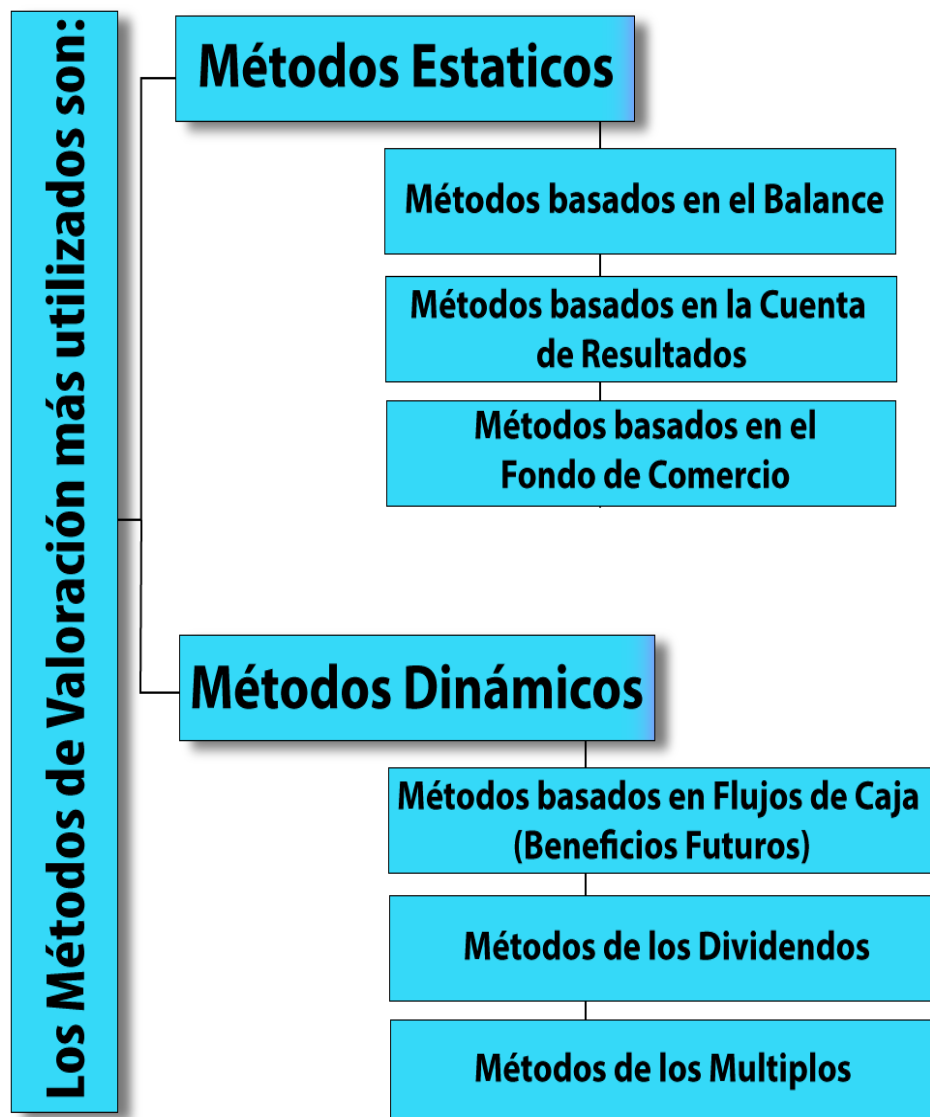 Los Métodos de Valoración más utilizados son:
Métodos Estaticos
Métodos basados en el Balance
Métodos basados en la Cuenta
de Resultados
Métodos basados en el
Fondo de Comercio
Métodos Dinámicos
Métodos basados en Flujos de Caja
(Beneficios Futuros)
Métodos de los Dividendos
Métodos de los Multiplos